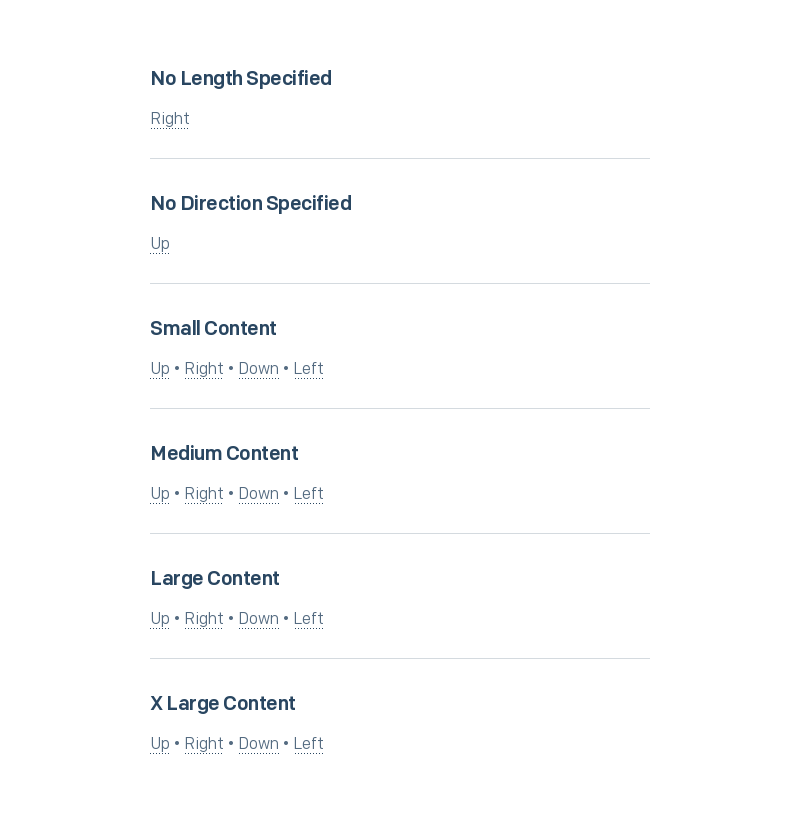 No Length Specified
Right
No Direction Specified
Up
Small Content
Up • Right • Down • Left
Medium Content
Up • Right • Down • Left
Large Content
Up • Right • Down • Left
X Large Content
Up • Right • Down • Left